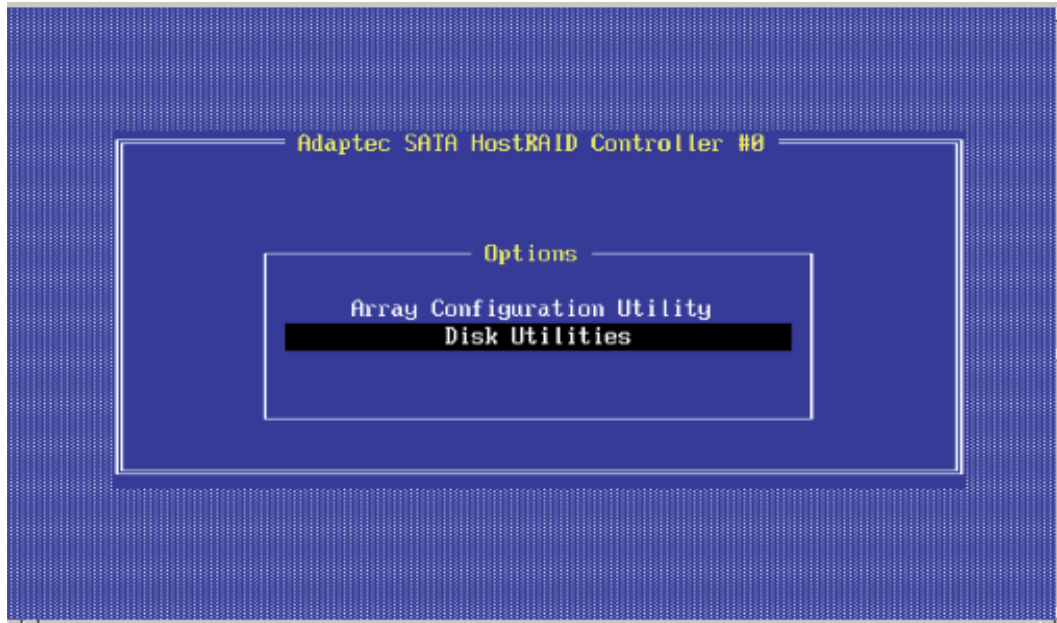 Adaptec SATA HostRAID Controller #0
Options
Array Configuration Utility
Disk Utilities